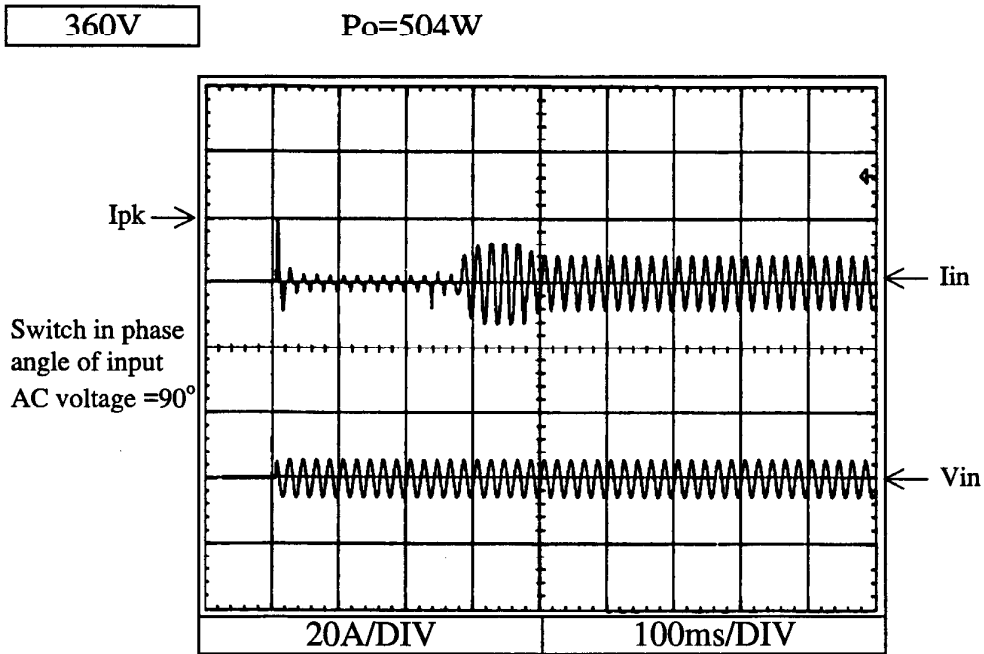 360V
Po=504W
Ipk
Iin
Switch in phase
angle of input
AC voltage =90°
Vin
20A/DIV
100ms/DIV